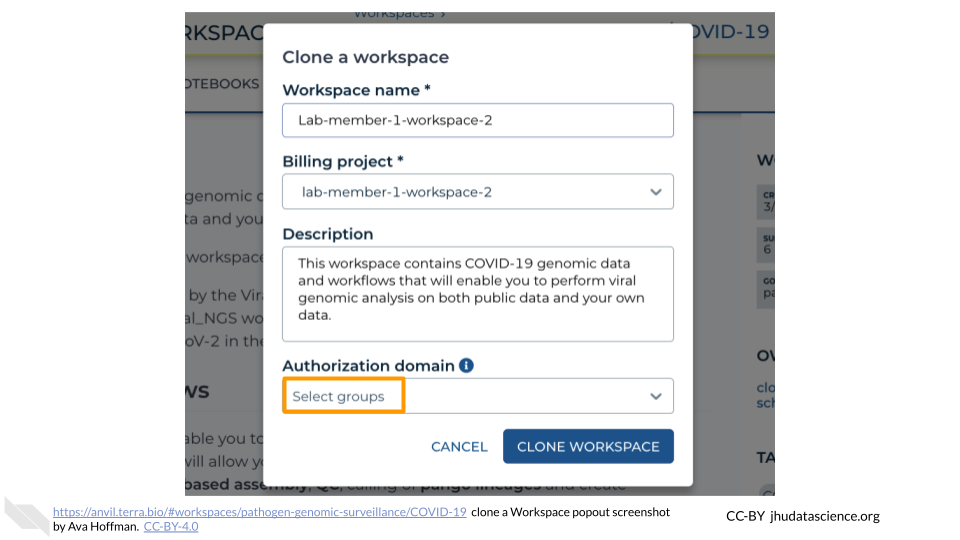 Workspaces ›
RKSPAC
OVID-19
OTEBOOKS
Clone a workspace
Workspace name *
Lab-member-1-workspace-2
Billing project *
lab-member-1-workspace-2
Description
This workspace contains COVID-19 genomic data
and workflows that will enable you to perform viral
genomic analysis on both public data and your own
data.
Authorization domain
Select groups
CANCEL
CLONE WORKSPACE
genomic
ta and you
workspace
by the Vir
al_NGS wo
oV-2 in the
WS
able you to
will allow y
based assembly, QC, calling of pango lineages and create
W
CR
3/
SU
6
GO
pa
OW
clo
sch
TA
https://anvil.terra.bio/#workspaces/pathogen-genomic-surveillance/COVID-19 clone a Workspace popout screenshot
by Ava Hoffman. CC-BY-4.0
CC-BY jhudatascience.org